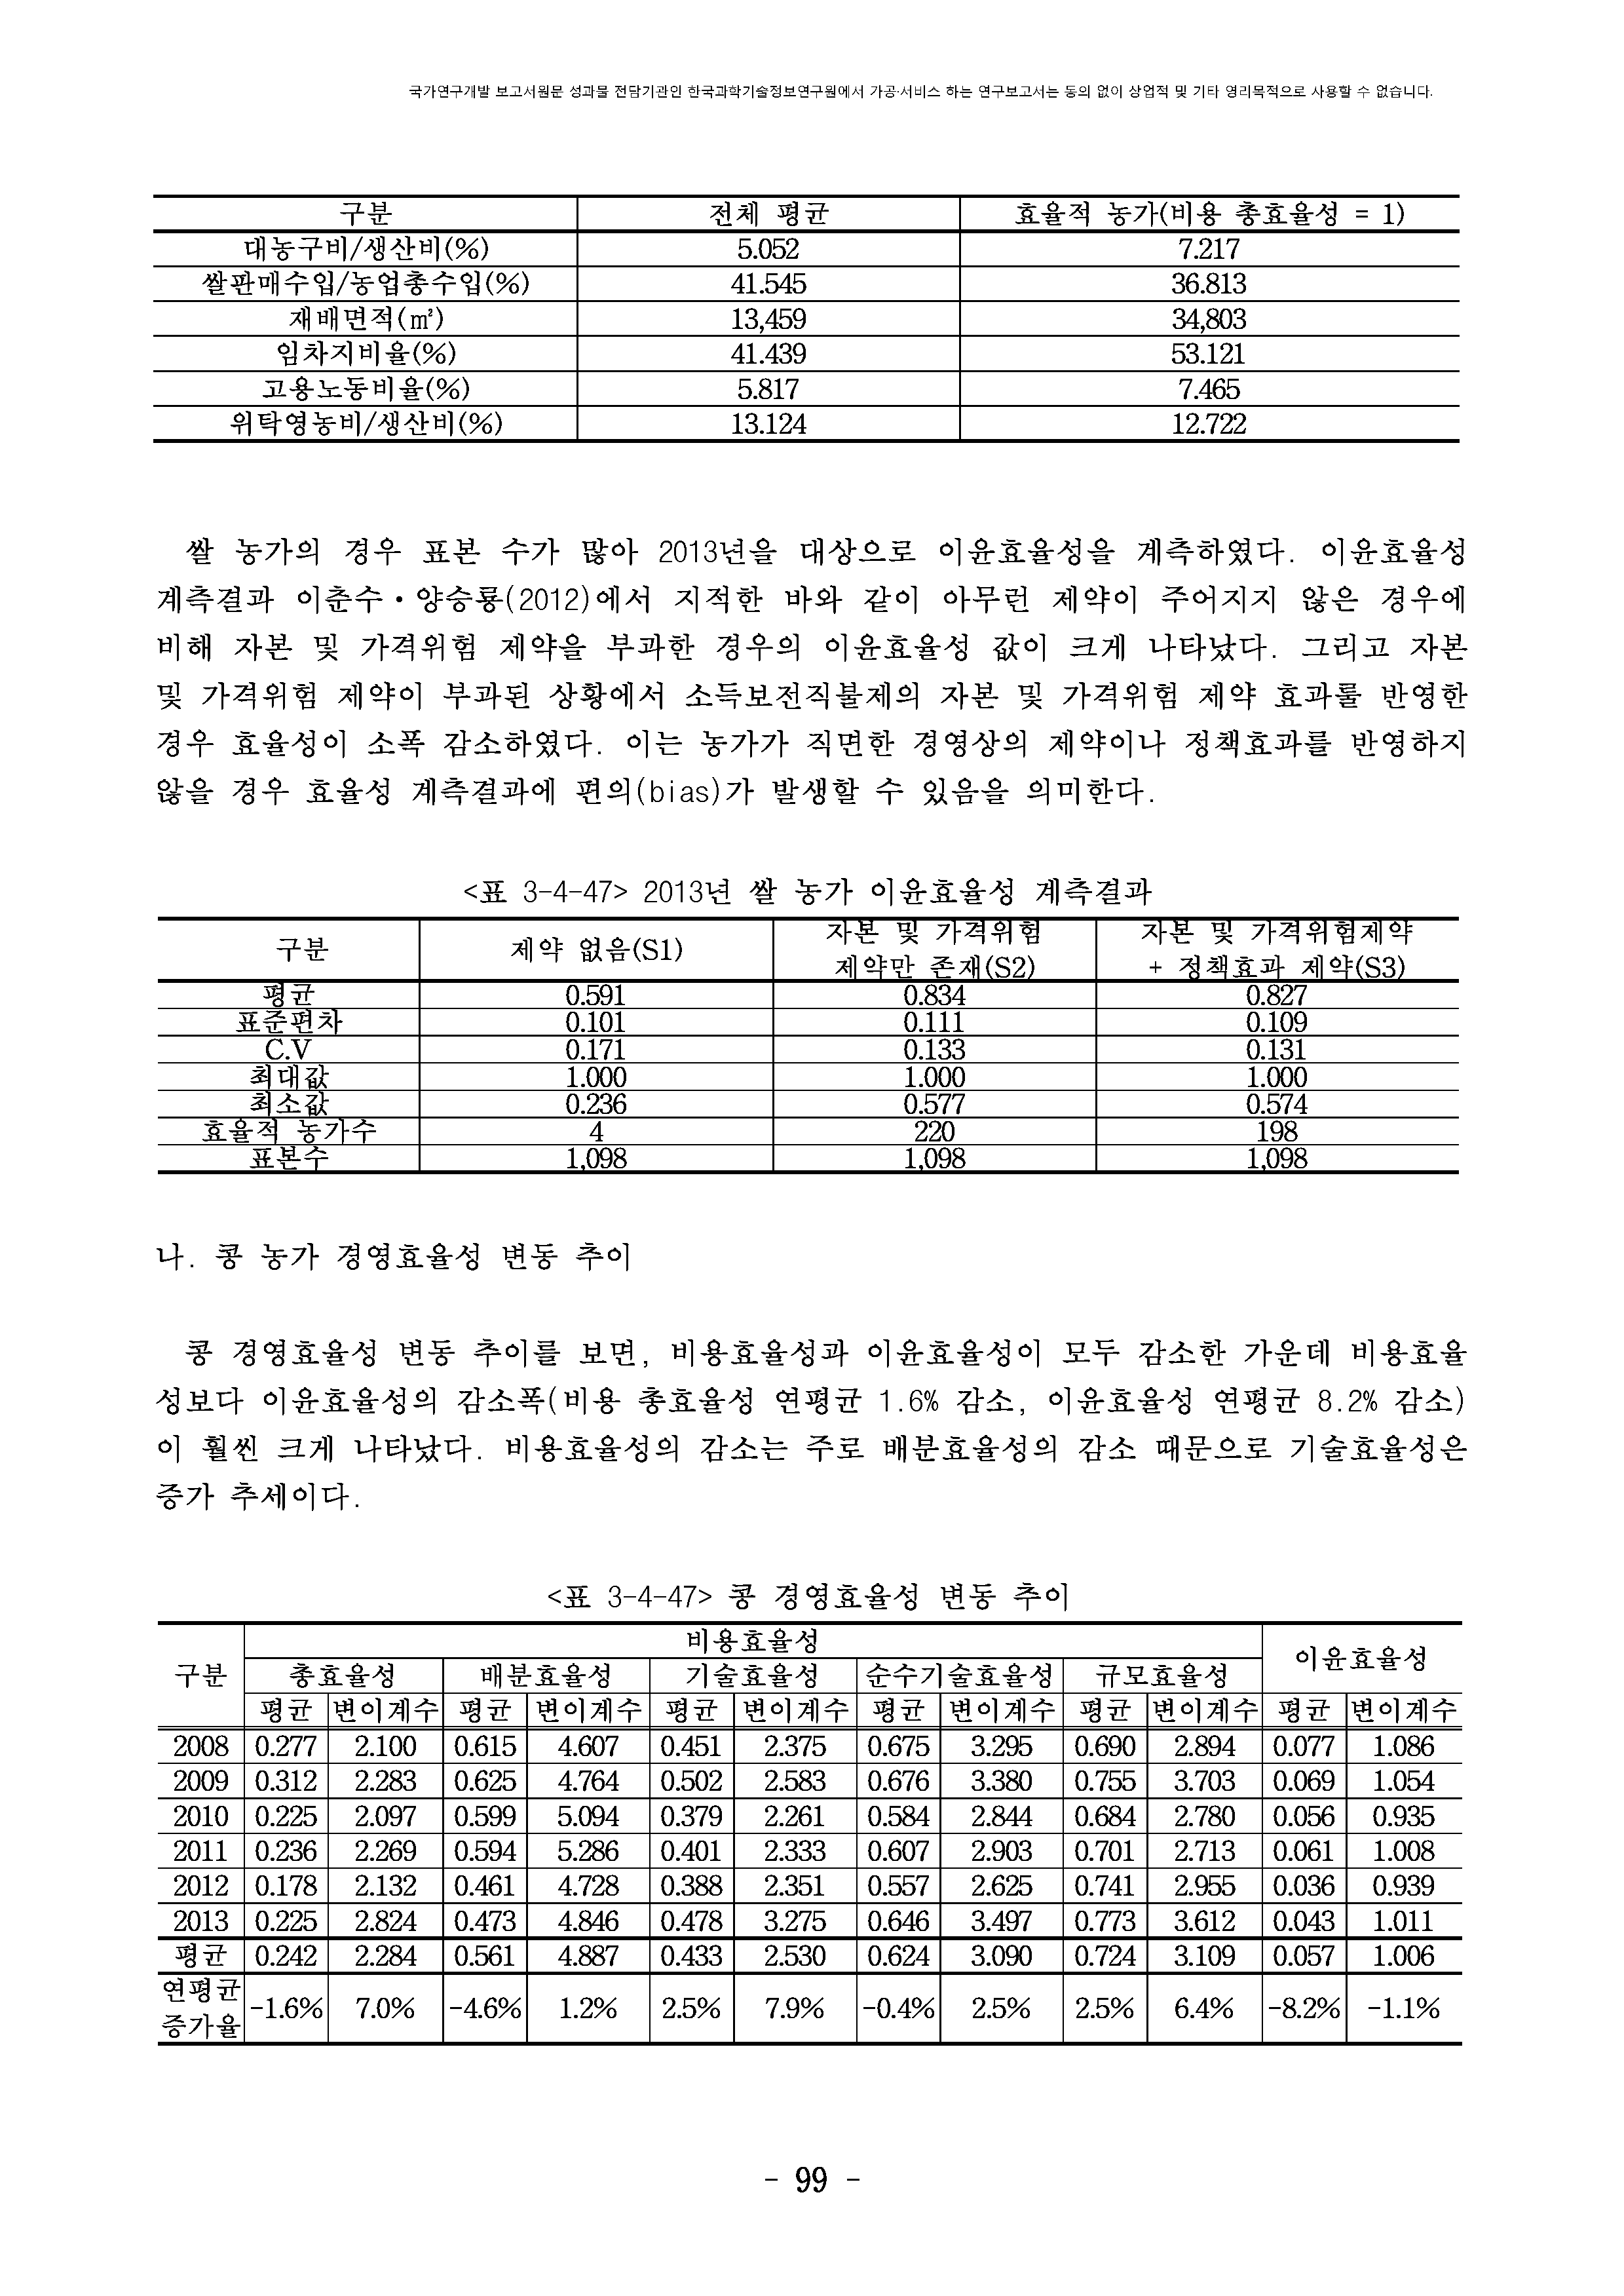 국가연구개발 보고서원문 성과물 전담기관인 한국과학기술정보연구원에서 가공·서비스 하는 연구보고서는 동의 없이 상업적 및 기타 영리목적으로 사용할 수 없습니다.
구분 전체 평균 효율적 농가(비용 총효율성 = 1)
대농구비/생산비(%) 5.052 7.217
쌀판매수입/농업총수입(%) 41.545 36.813
재배면적(㎡) 13,459 34,803
임차지비율(%) 41.439 53.121
고용노동비율(%) 5.817 7.465
위탁영농비/생산비(%) 13.124 12.722
쌀 농가의 경우 표본 수가 많아 2013년을 대상으로 이윤효율성을 계측하였다. 이윤효율성
계측결과 이춘수·양승룡(2012)에서 지적한 바와 같이 아무런 제약이 주어지지 않은 경우에
비해 자본 및 가격위험 제약을 부과한 경우의 이윤효율성 값이 크게 나타났다. 그리고 자본
및 가격위험 제약이 부과된 상황에서 소득보전직불제의 자본 및 가격위험 제약 효과를 반영한
경우 효율성이 소폭 감소하였다. 이는 농가가 직면한 경영상의 제약이나 정책효과를 반영하지
않을 경우 효율성 계측결과에 편의(bias)가 발생할 수 있음을 의미한다.
<표 3-4-47> 2013년 쌀 농가 이윤효율성 계측결과
구분 제약 없음(S1) 자본 및 가격위험 제약만 존재(S2) 자본 및 가격위험제약 + 정책효과 제약(S3)
평균 0.591 0.834 0.827
표준편차 0.101 0.111 0.109
C.V 0.171 0.133 0.131
최대값 1.000 1.000 1.000
최소값 0.236 0.577 0.574
효율적 농가수 4 220 198
표본수 1,098 1,098 1,098
나. 콩 농가 경영효율성 변동 추이
콩 경영효율성 변동 추이를 보면, 비용효율성과 이윤효율성이 모두 감소한 가운데 비용효율
성보다 이윤효율성의 감소폭(비용 총효율성 연평균 1.6% 감소, 이윤효율성 연평균 8.2% 감소)
이 훨씬 크게 나타났다. 비용효율성의 감소는 주로 배분효율성의 감소 때문으로 기술효율성은
증가 추세이다.
<표 3-4-47> 콩 경영효율성 변동 추이
구분 비용효율성 이윤효율성
총효율성 배분효율성 기술효율성 순수기술효율성 규모효율성
평균 변이계수 평균 변이계수 평균 변이계수 평균 변이계수 평균 변이계수 평균 변이계수
2008 0.277 2.100 0.615 4.607 0.451 2.375 0.675 3.295 0.690 2.894 0.077 1.086
2009 0.312 2.283 0.625 4.764 0.502 2.583 0.676 3.380 0.755 3.703 0.069 1.054
2010 0.225 2.097 0.599 5.094 0.379 2.261 0.584 2.844 0.684 2.780 0.056 0.935
2011 0.236 2.269 0.594 5.286 0.401 2.333 0.607 2.903 0.701 2.713 0.061 1.008
2012 0.178 2.132 0.461 4.728 0.388 2.351 0.557 2.625 0.741 2.955 0.036 0.939
2013 0.225 2.824 0.473 4.846 0.478 3.275 0.646 3.497 0.773 3.612 0.043 1.011
평균 0.242 2.284 0.561 4.887 0.433 2.530 0.624 3.090 0.724 3.109 0.057 1.006
연평균 증가율 -1.6% 7.0% -4.6% 1.2% 2.5% 7.9% -0.4% 2.5% 2.5% 6.4% -8.2% -1.1%
- 99 -